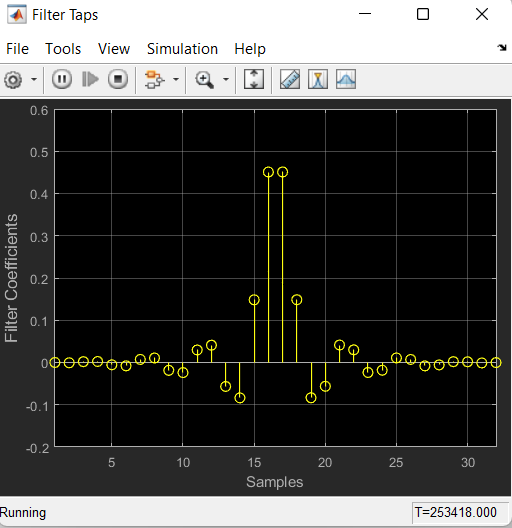 Filter Taps
File Tools View Simulation Help
0.6
0.5
0.4
0.3
0.2
0.1
0
-0.1
-0.2
Filter Coefficients
5 10 15 20 25 30
Samples
Running T=253418.000